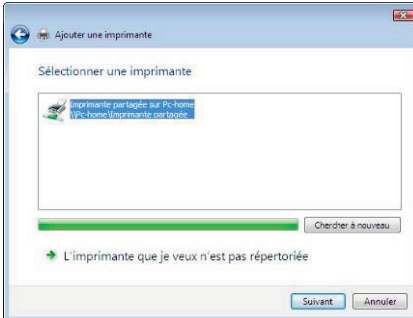 Ajouter une imprimante
Sélectionner une imprimante
Imprimante partagée sur Pc-home
\\Pc-home\Imprimante partagée
Chercher à nouveau
L'imprimante que je veux n'est pas répertoriée
Suivant
Annuler